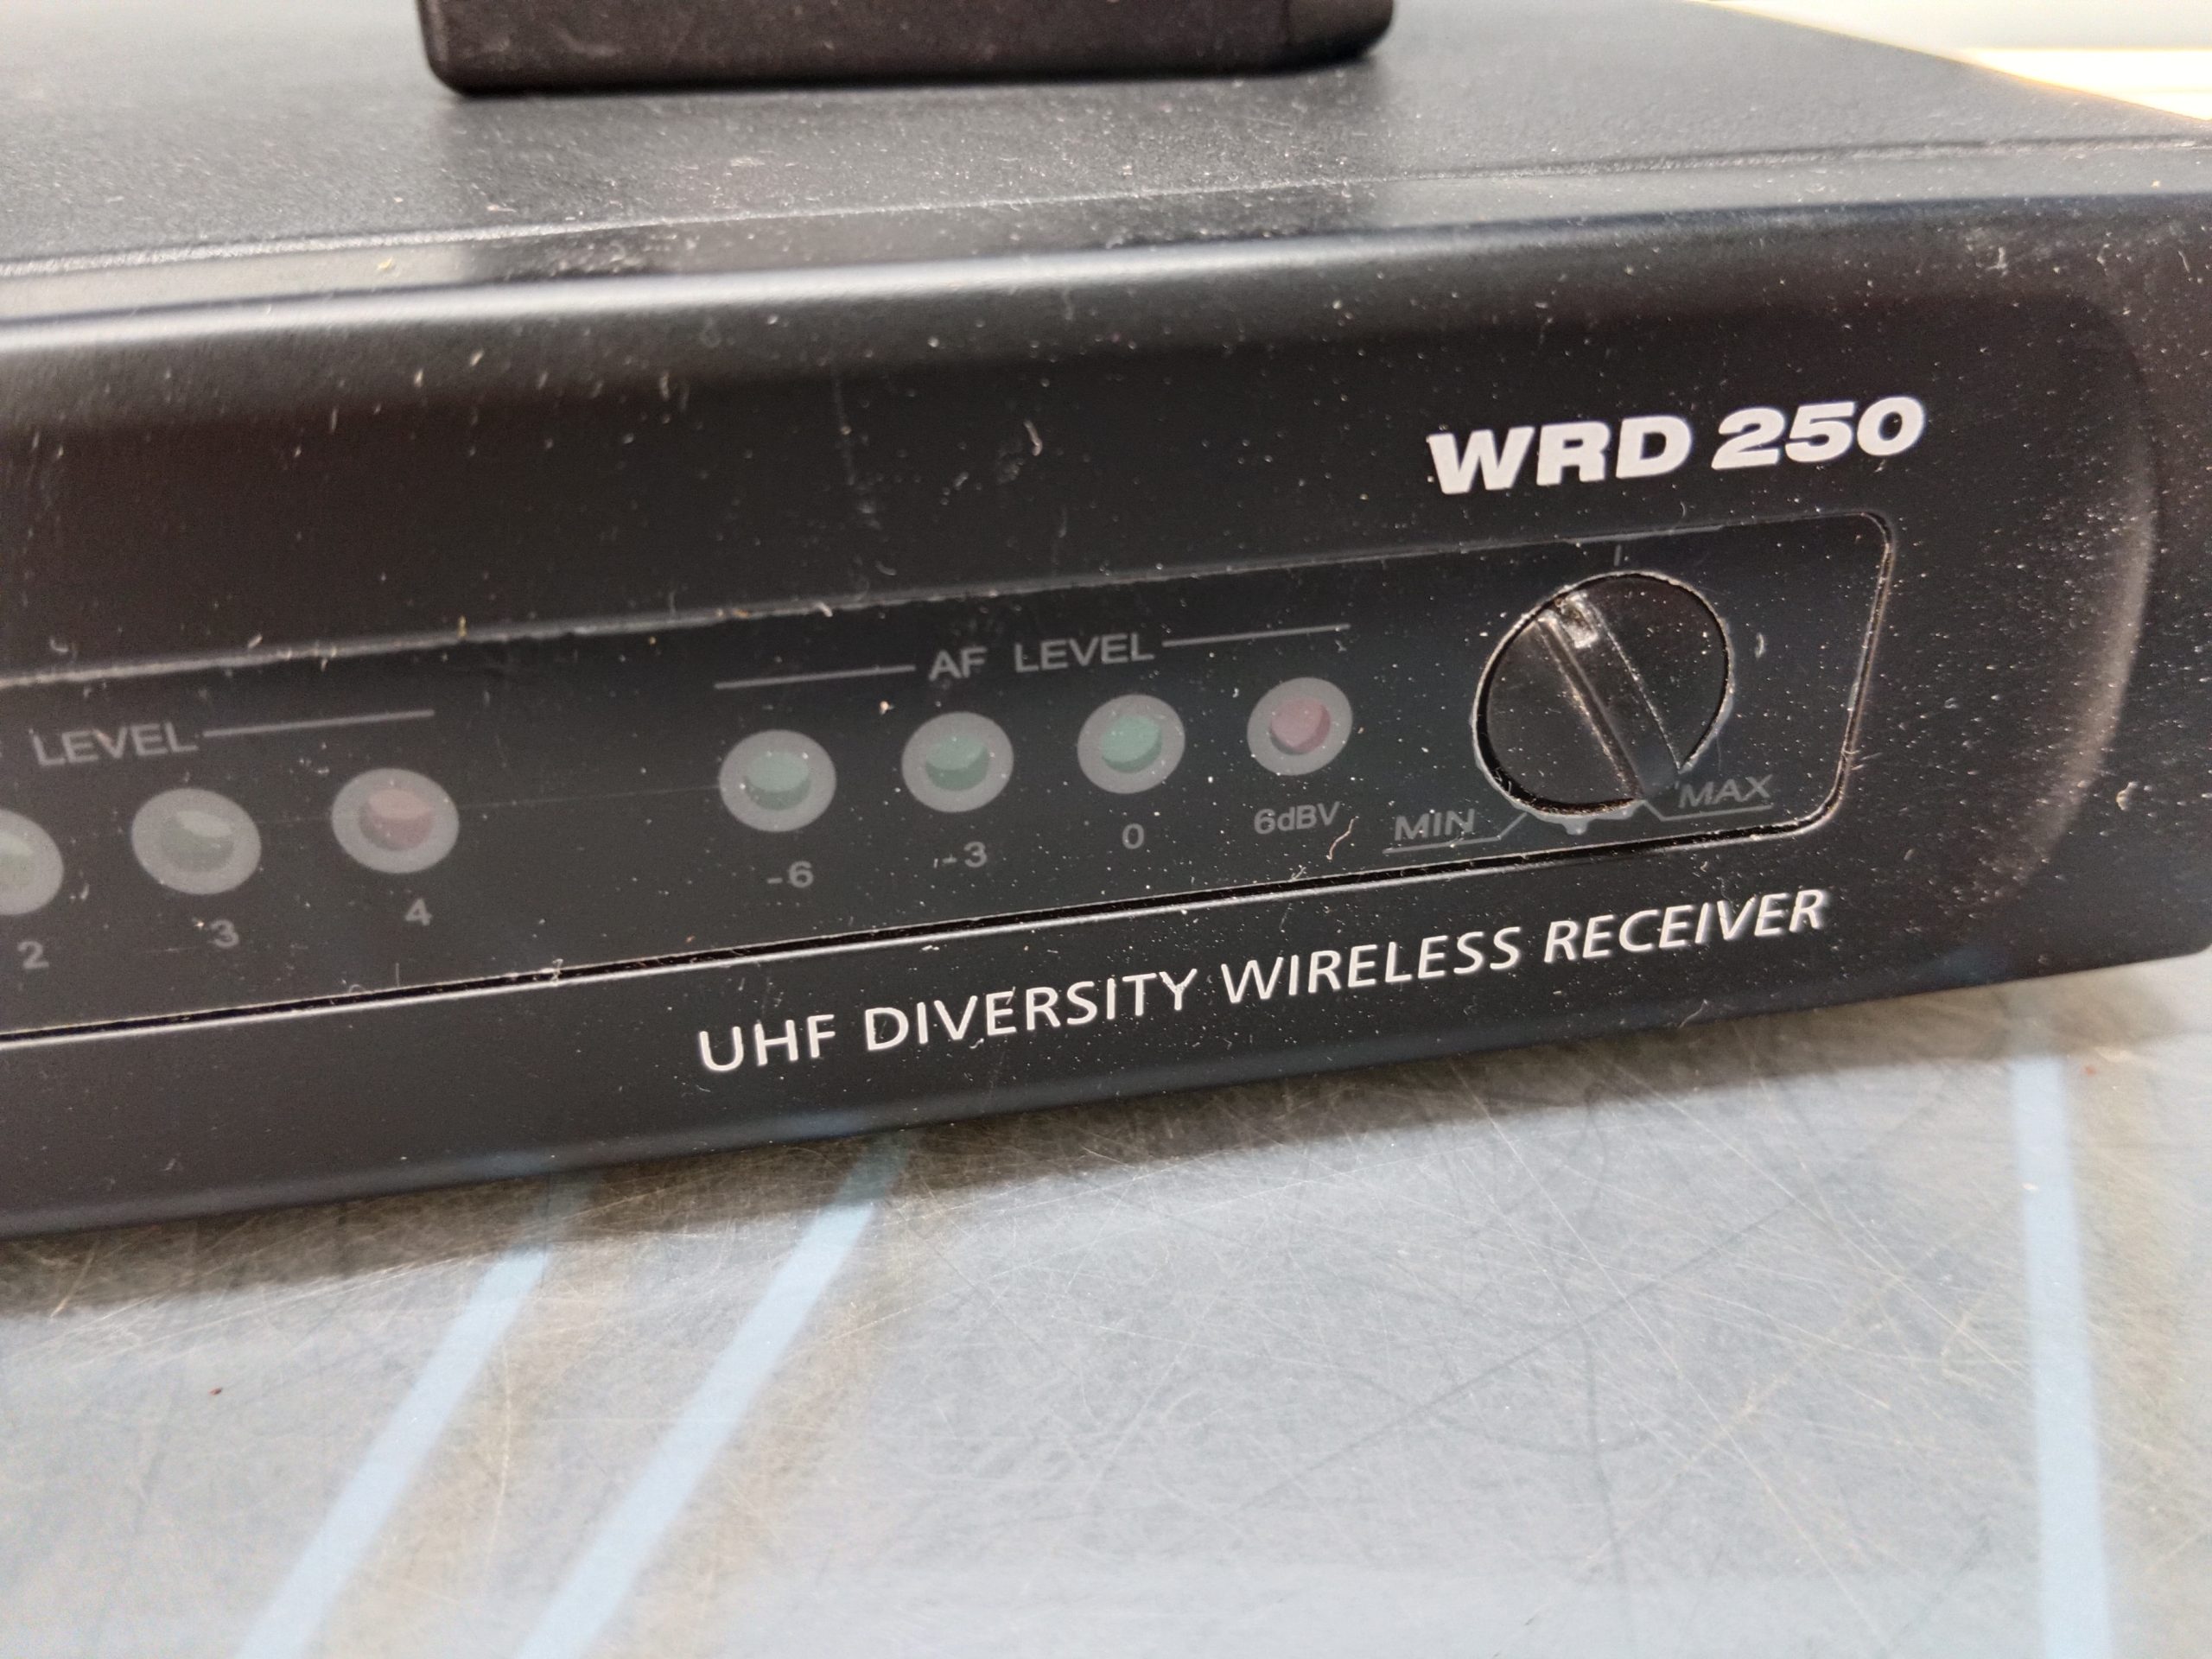 WRD 250
LEVEL
2 3 4
AF LEVEL
-6 -3 0 6dBV
MIN MAX
UHF DIVERSITY WIRELESS RECEIVER